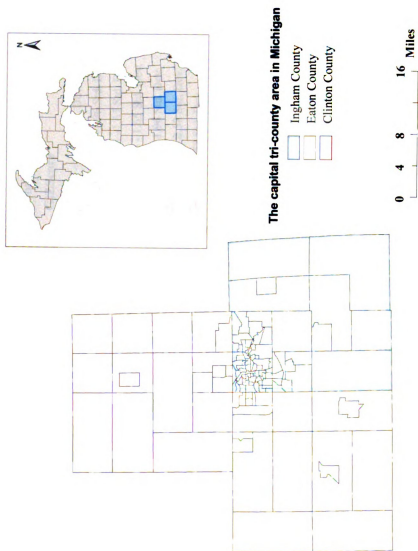 N
The capital tri-county area in Michigan
Ingham County
Eaton County
Clinton County
0 4 8 16
Miles